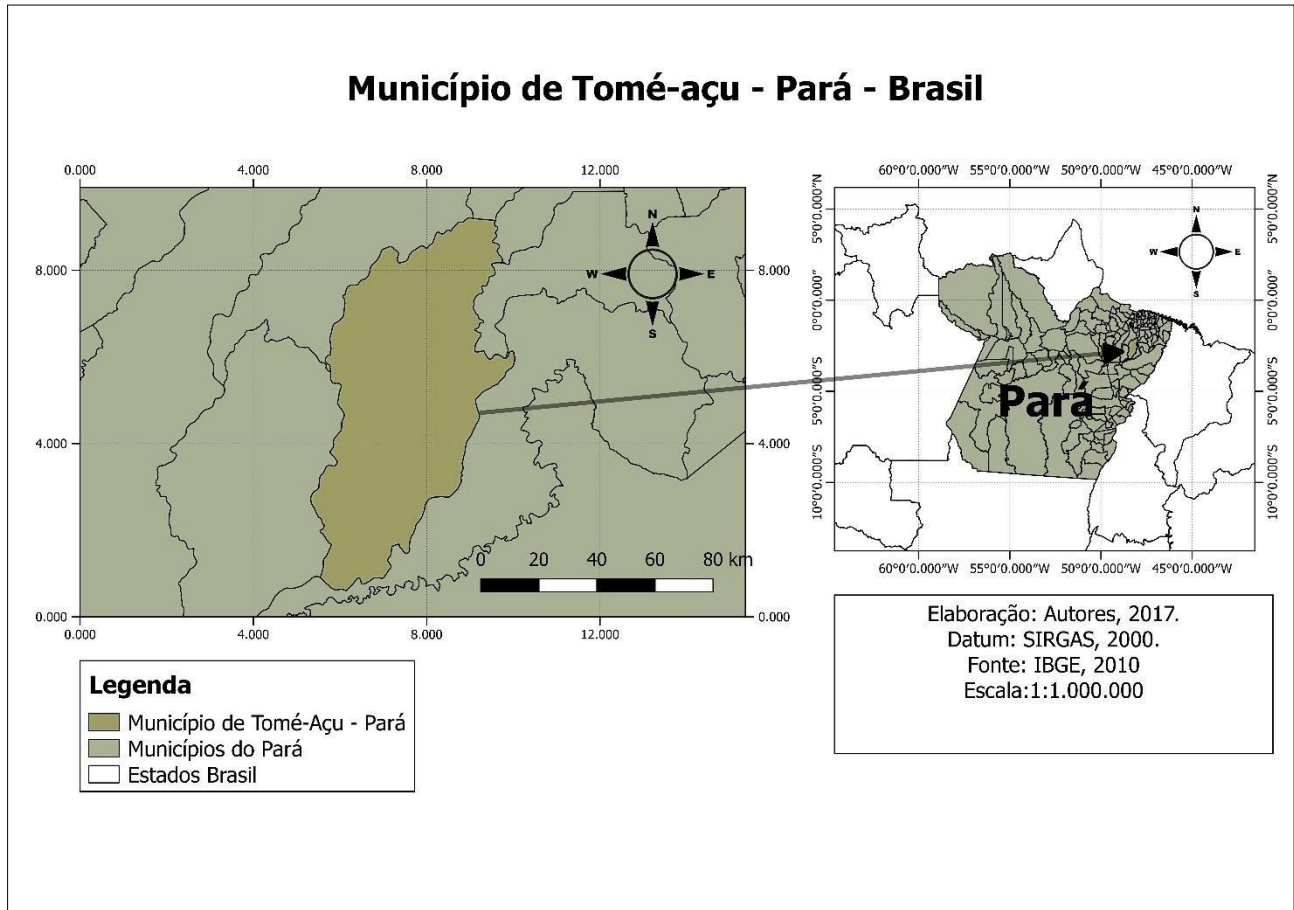 Município de Tomé-açu - Pará - Brasil
0.000 4.000 8.000 12.000
8.000 8.000
4.000 4.000
0.000 0.000
0.000 4.000 8.000 12.000
N
W E
S
0 20 40 60 80 km
60°0'0.000"W 55°0'0.000"W 50°0'0.000"W 45°0'0.000"W
5°0'0.000"N 5°0'0.000"N
0°0'0.000" 0°0'0.000"
5°0'0.000"S 5°0'0.000"S
10°0'0.000"S 10°0'0.000"S
N
W E
S
Pará
60°0'0.000"W 55°0'0.000"W 50°0'0.000"W 45°0'0.000"W
Legenda
Município de Tomé-Açu - Pará
Municípios do Pará
Estados Brasil
Elaboração: Autores, 2017.
Datum: SIRGAS, 2000.
Fonte: IBGE, 2010
Escala:1:1.000.000